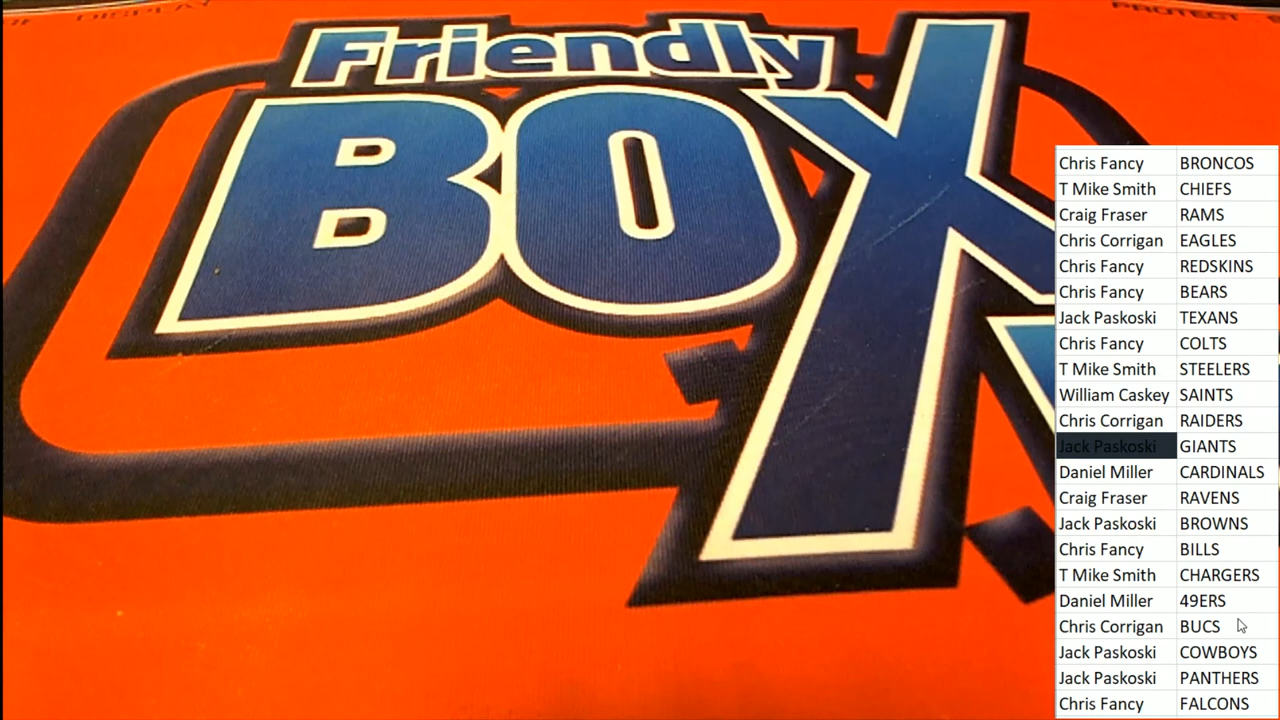 DISPLAY
PROTECT
Friendly
BOX
Chris Fancy BRONCOS
T Mike Smith CHIEFS
Craig Fraser RAMS
Chris Corrigan EAGLES
Chris Fancy REDSKINS
Chris Fancy BEARS
Jack Paskoski TEXANS
Chris Fancy COLTS
T Mike Smith STEELERS
William Caskey SAINTS
Chris Corrigan RAIDERS
Jack Paskoski GIANTS
Daniel Miller CARDINALS
Craig Fraser RAVENS
Jack Paskoski BROWNS
Chris Fancy BILLS
T Mike Smith CHARGERS
Daniel Miller 49ERS
Chris Corrigan BUCS
Jack Paskoski COWBOYS
Jack Paskoski PANTHERS
Chris Fancy FALCONS